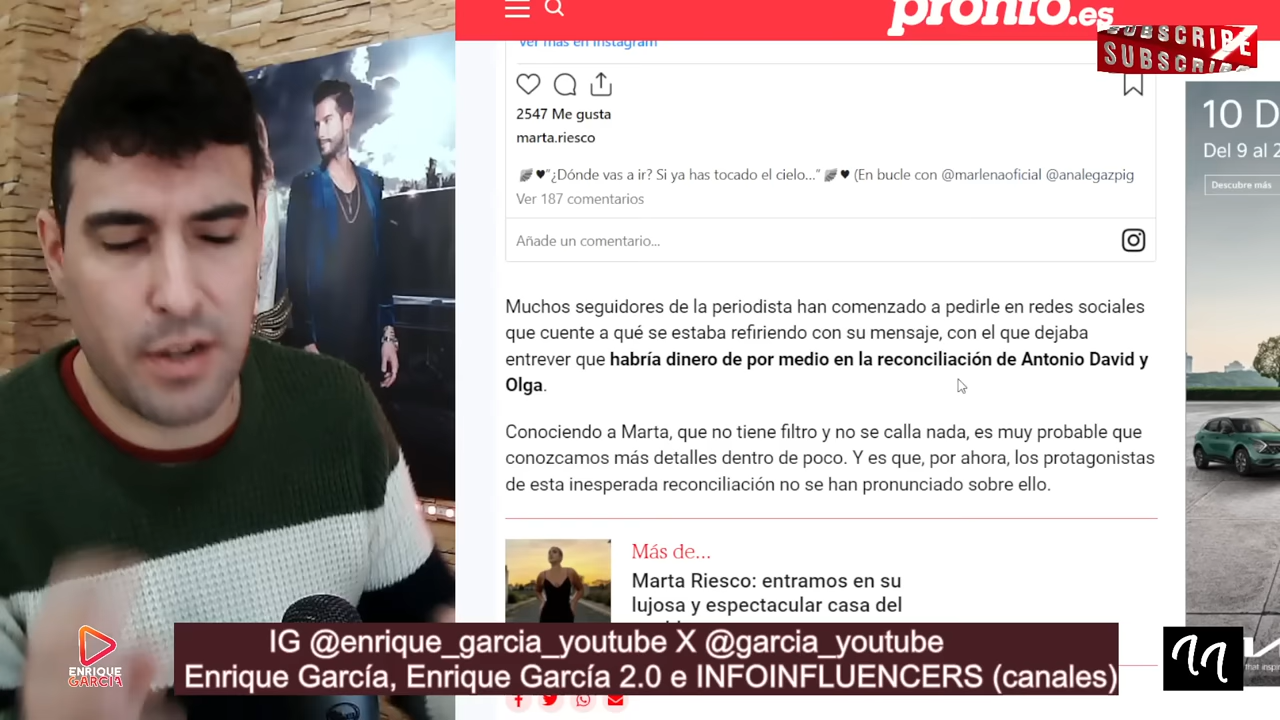 pronto.es
SUBSCRIBE
SUBSCRIBE
Ver más en Instagram
2547 Me gusta
marta.riesco
"¿Dónde vas a ir? Si ya has tocado el cielo..." (En bucle con @marlenaoficial @analegazpig
Ver 187 comentarios
Añade un comentario...
10 D
Del 9 al 2
Descubre más
Muchos seguidores de la periodista han comenzado a pedirle en redes sociales
que cuente a qué se estaba refiriendo con su mensaje, con el que dejaba
entrever que habría dinero de por medio en la reconciliación de Antonio David y
Olga.
Conociendo a Marta, que no tiene filtro y no se calla nada, es muy probable que
conozcamos más detalles dentro de poco. Y es que, por ahora, los protagonistas
de esta inesperada reconciliación no se han pronunciado sobre ello.
Más de...
Marta Riesco: entramos en su
lujosa y espectacular casa del
IG @enrique_garcia_youtube X @garcia_youtube
Enrique García, Enrique García 2.0 e INFOINFLUENCERS (canales)
ENRIQUE
GARCÍA
that inspires